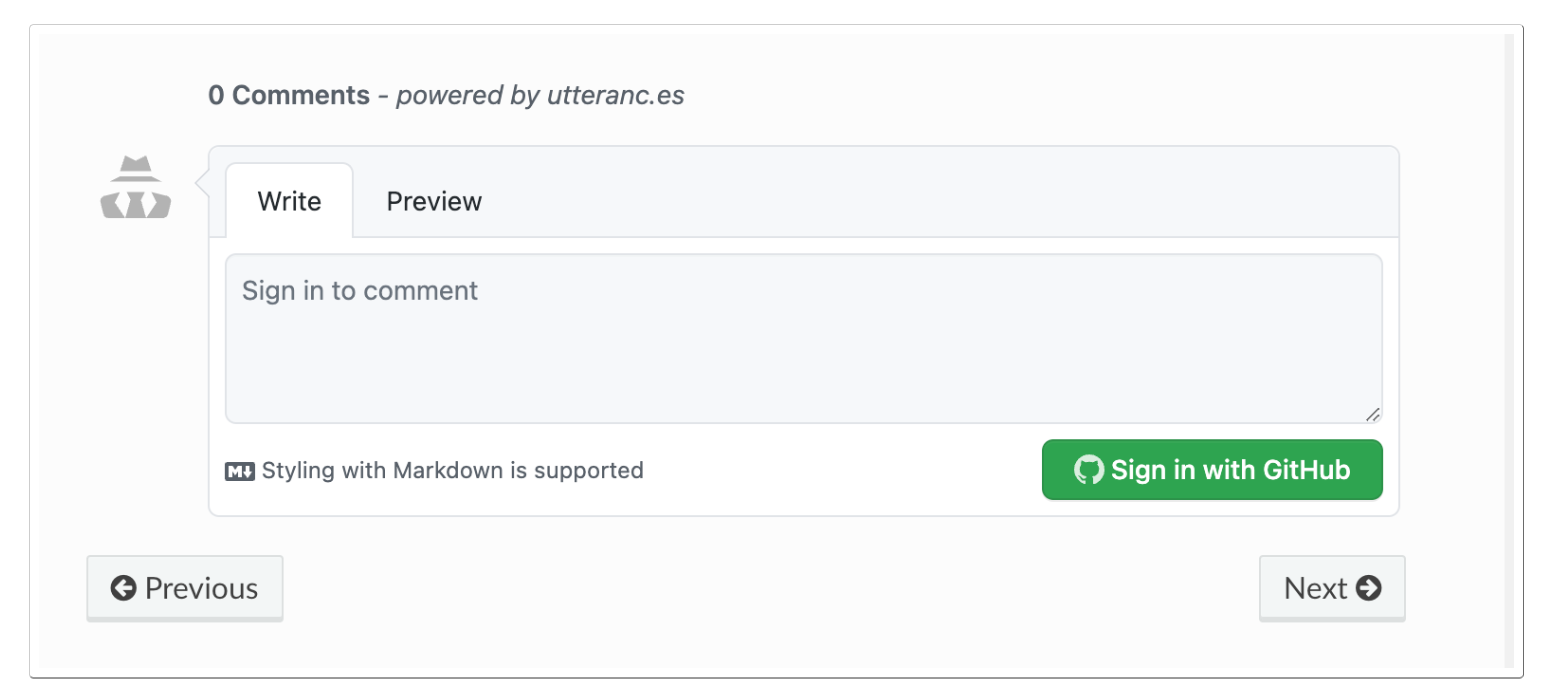 0 Comments - powered by utteranc.es
Write Preview
Sign in to comment
M Styling with Markdown is supported
Sign in with GitHub
Previous
Next